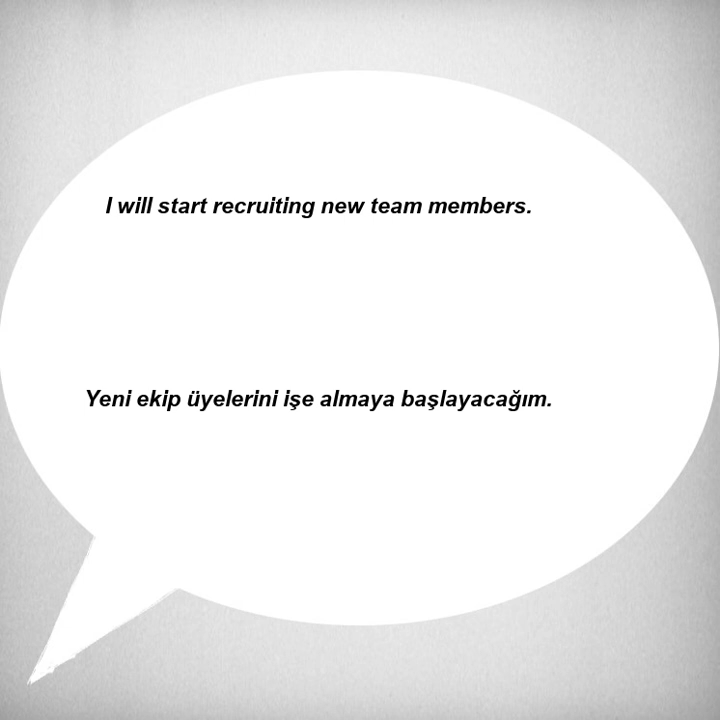 I will start recruiting new team members.
Yeni ekip üyelerini işe almaya başlayacağım.